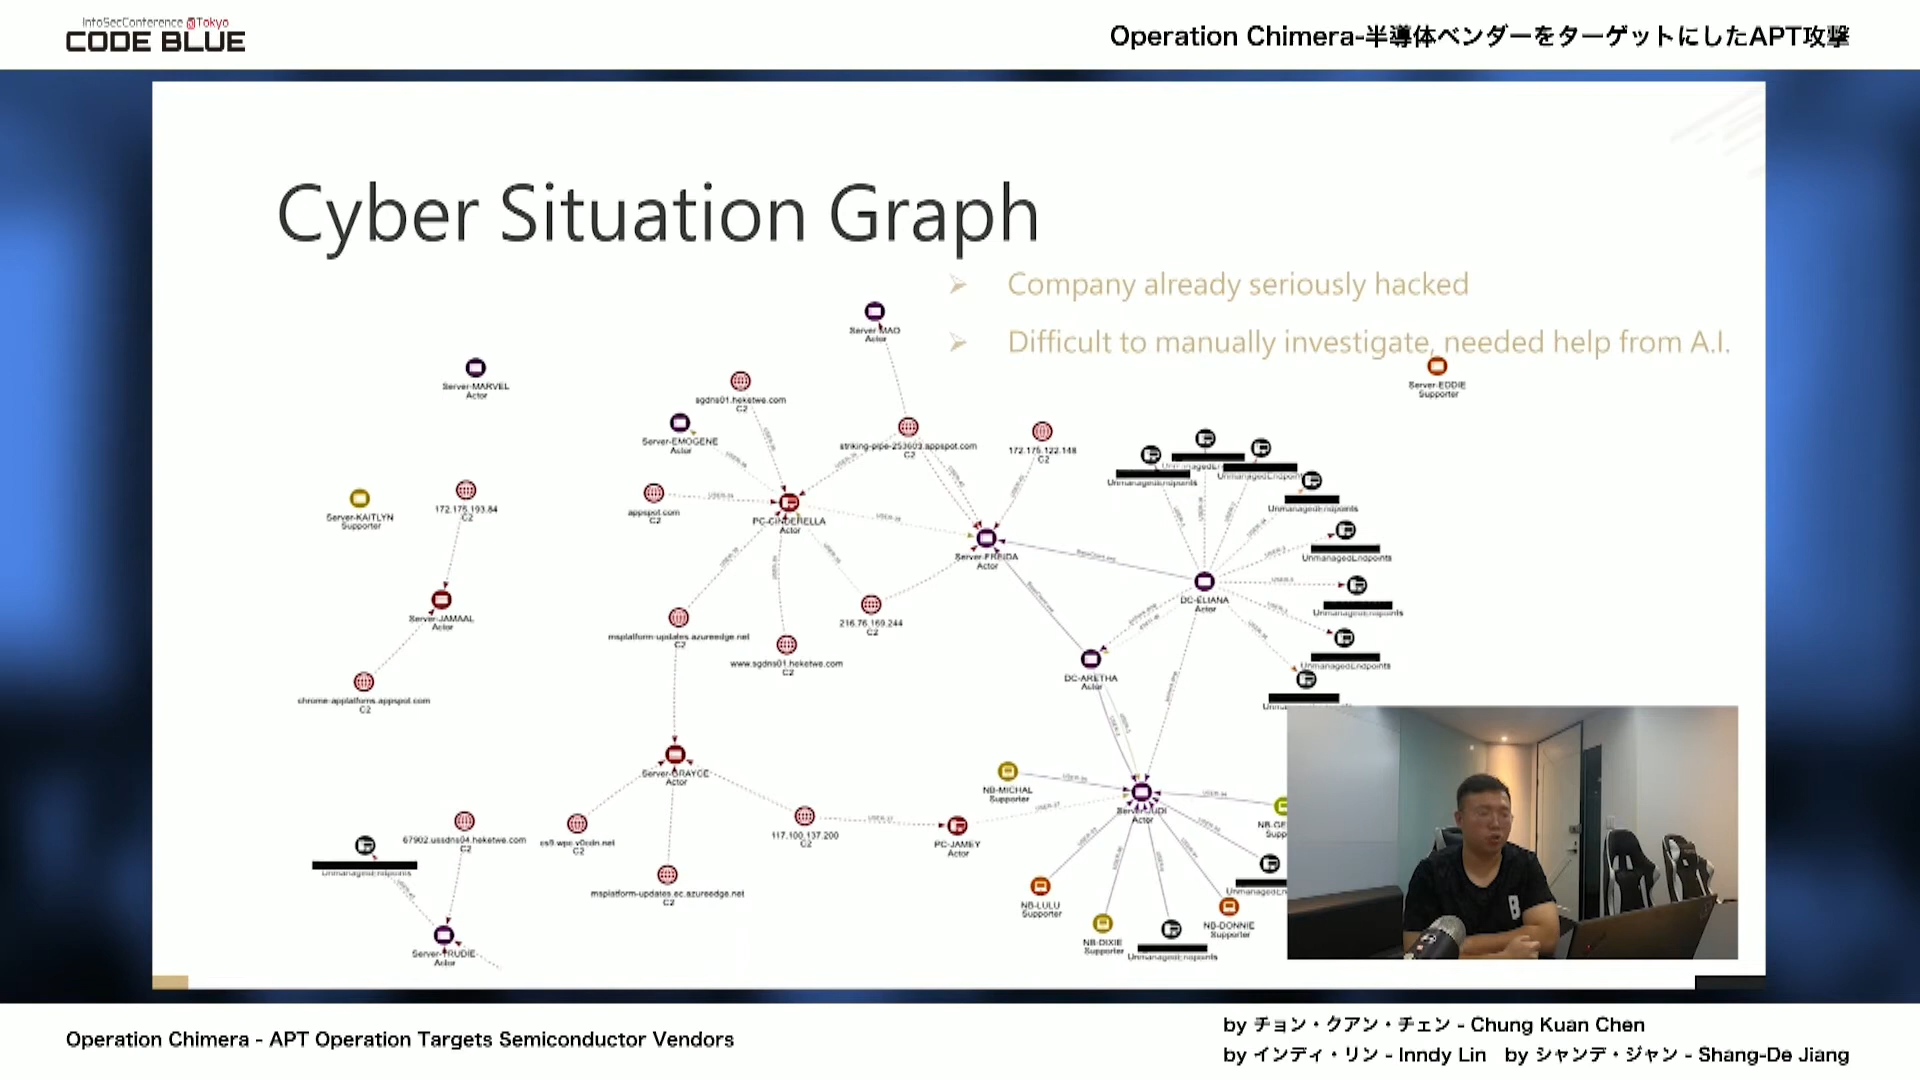 InfoSecConference @Tokyo
CODE BLUE
Operation Chimera-半導体ベンダーをターゲットにしたAPT攻撃
Cyber Situation Graph
Company already seriously hacked
Difficult to manually investigate, needed help from A.I.
Server-MAO
Actor
Server-MARVEL
Actor
Server-EDDIE
Supporter
sgdns01.heketwe.com
C2
Server-EMOGENE
Actor
striking-pipe-253603.appspot.com
C2
172.175.122.148
C2
UnmanagedEndpoints
UnmanagedEndpoints
Server-KAITLYN
Supporter
172.175.193.84
C2
appspot.com
C2
PC-CINDERELLA
Actor
Server-FREIDA
Actor
UnmanagedEndpoints
DC-ELIANA
Actor
UnmanagedEndpoints
Server-JAMAAL
Actor
msplatform-updates.azureedge.net
C2
www.sgdns01.heketwe.com
C2
216.76.169.244
C2
DC-ARETHA
Actor
UnmanagedEndpoints
chrome-applatfoms.appspot.com
C2
Server-GRAYCE
Actor
NB-MICHAL
Supporter
Server-JUDI
Actor
67902.ussdns04.heketwe.com
C2
cs9.wpc.v0cdn.net
C2
117.100.137.200
C2
PC-JAMEY
Actor
UnmanagedEndpoints
msplatform-updates.ec.azureedge.net
C2
NB-LULU
Supporter
NB-DIXIE
Supporter
UnmanagedEndpoints
NB-DONNIE
Supporter
Server-TRUDIE
Actor
Operation Chimera - APT Operation Targets Semiconductor Vendors
by チョン・クアン・チェン - Chung Kuan Chen
by インディ・リン - Inndy Lin by シャンデ・ジャン - Shang-De Jiang